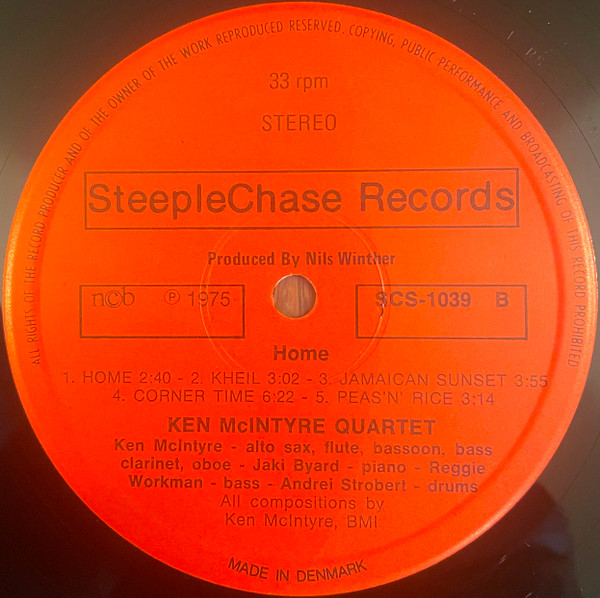 ALL RIGHTS OF THE RECORD PRODUCER AND OF THE OWNER OF THE WORK REPRODUCED RESERVED. COPYING, PUBLIC PERFORMANCE AND BROADCASTING OF THIS RECORD PROHIBITED
33 rpm
STEREO
SteepleChase Records
Produced By Nils Winther
n©b ℗ 1975
SCS-1039 B
Home
1. HOME 2:40 - 2. KHEIL 3:02 - 3. JAMAICAN SUNSET 3:55
4. CORNER TIME 6:22 - 5. PEAS'N' RICE 3:14
KEN McINTYRE QUARTET
Ken McIntyre - alto sax, flute, bassoon, bass
clarinet, oboe - Jaki Byard - piano - Reggie
Workman - bass - Andrei Strobert - drums
All compositions by
Ken McIntyre, BMI
MADE IN DENMARK